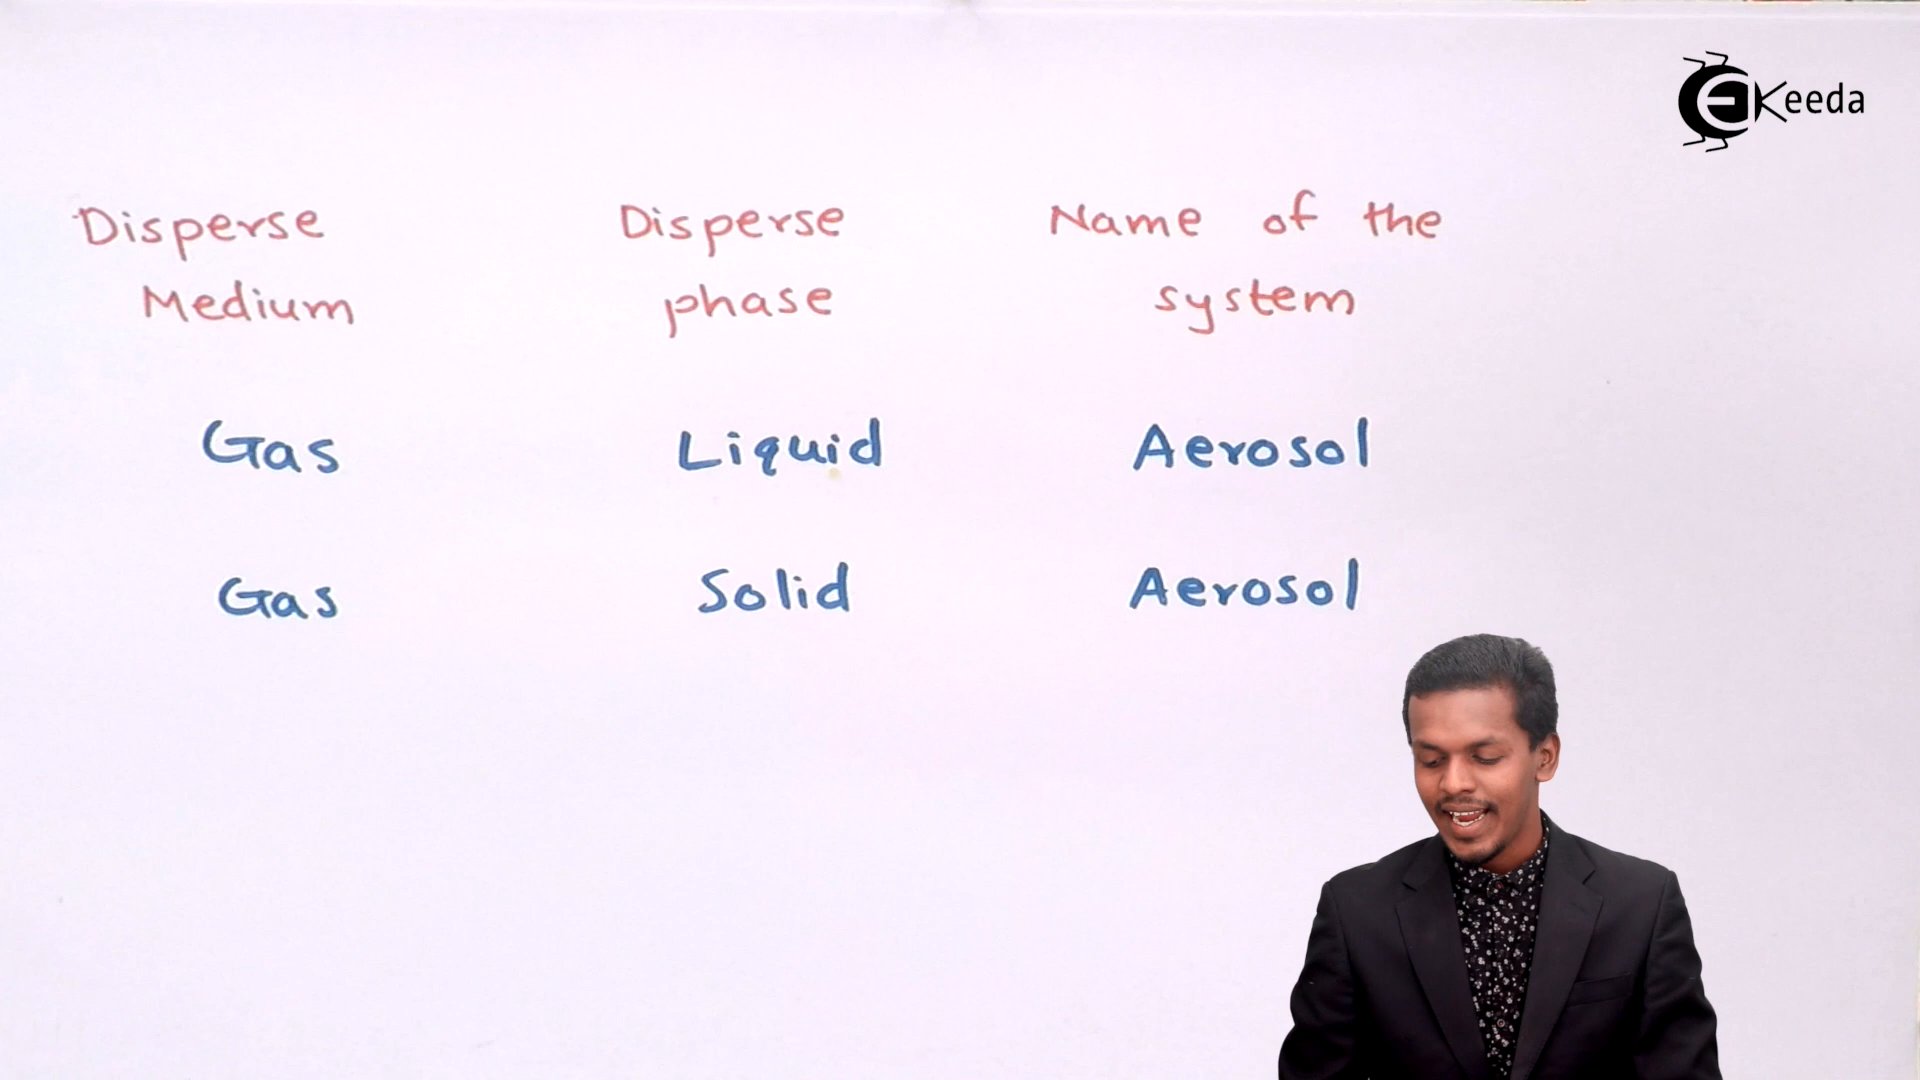 Keeda
Disperse Medium Disperse phase Name of the system
Gas Liquid Aerosol
Gas Solid Aerosol